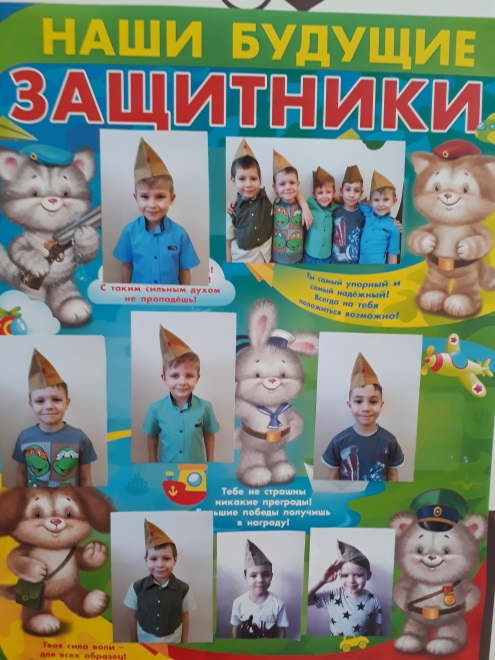 НАШИ БУДУЩИЕ
ЗАЩИТНИКИ
С таким сильным духом
не пропадёшь!
Ты самый упорный и
самый надёжный!
Всегда на тебя
положиться возможно!
Тебе не страшны
никакие преграды!
Большие победы получишь
в награду!
Твоя сила воли –
для всех образец!